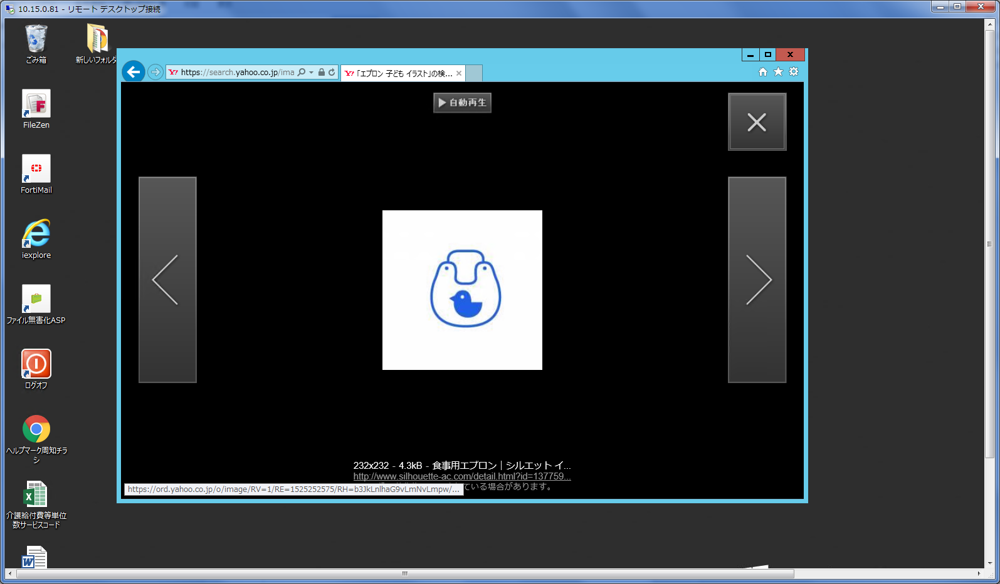 10.15.0.81 - リモート デスクトップ接続
ごみ箱
新しいフォルダ
FileZen
FortiMail
iexplore
ファイル無害化ASP
ログオフ
ヘルプマーク周知チラ
シ
介護給付費等単位
数サービスコード
https://search.yahoo.co.jp/ima
「エプロン 子ども イラスト」の検...
自動再生
232x232 - 4.3kB - 食事用エプロン | シルエット イ...
http://www.silhouette-ac.com/detail.html?id=137759...
ている場合があります。
https://ord.yahoo.co.jp/o/image/RV=1/RE=1525252575/RH=b3JkLnlhaG9vLmNvLmpw/...